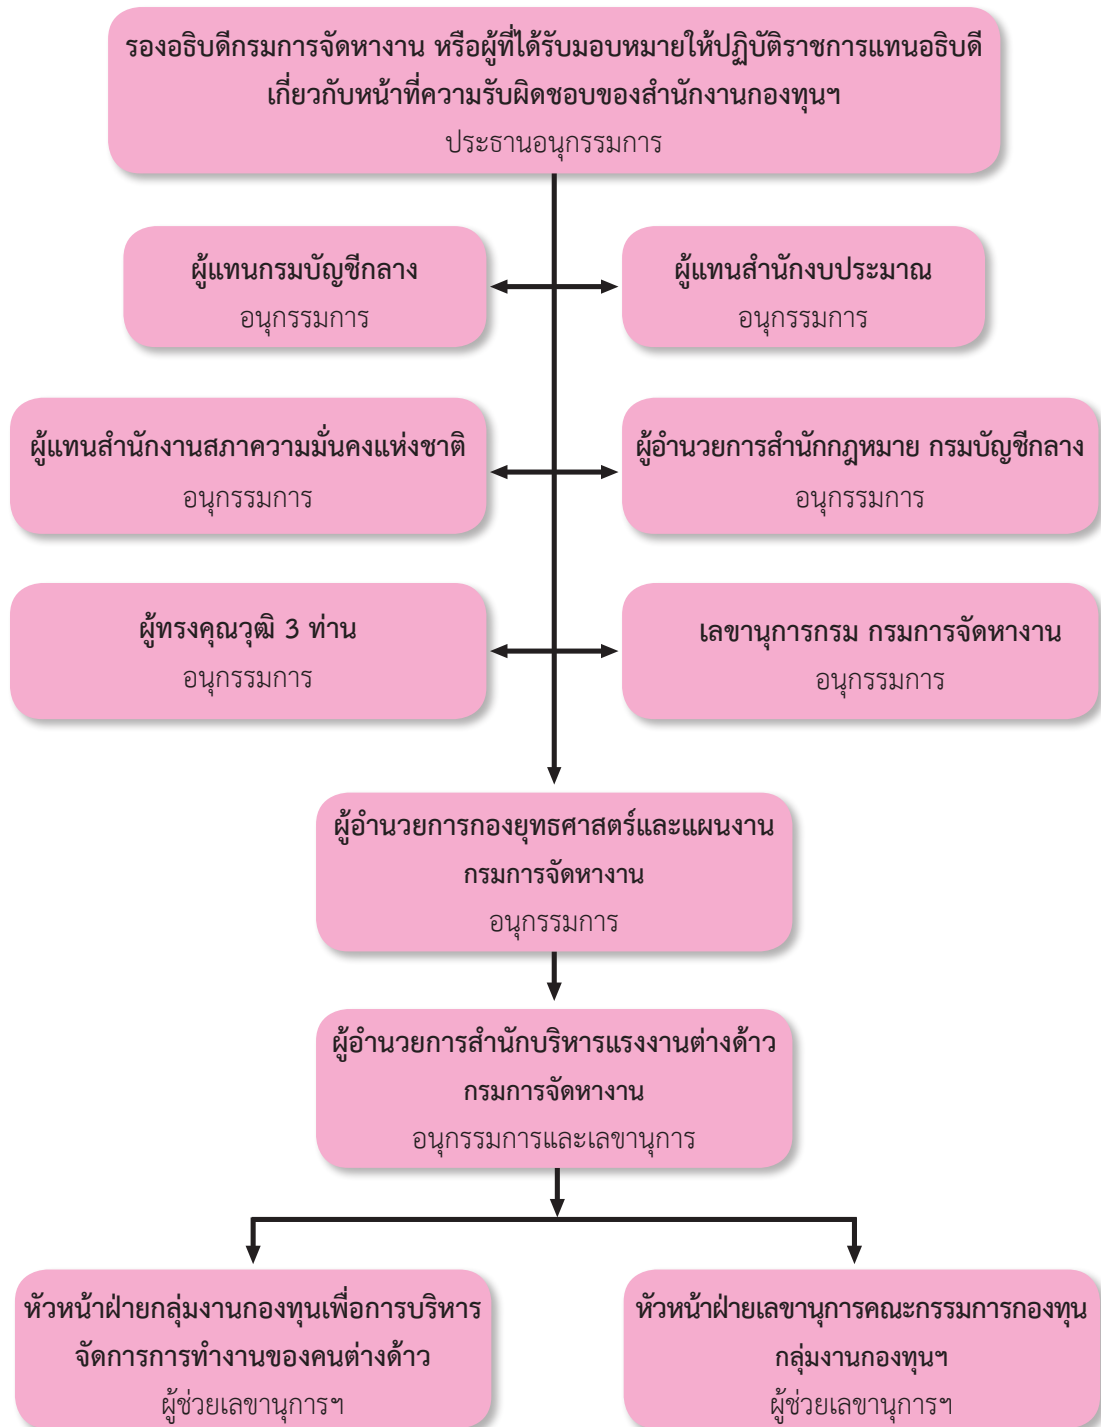 รองอธิบดีกรมการจัดหางาน หรือผู้ที่ได้รับมอบหมายให้ปฏิบัติราชการแทนอธิบดี
เกี่ยวกับหน้าที่ความรับผิดชอบของสำนักงานกองทุนฯ
ประธานอนุกรรมการ
ผู้แทนกรมบัญชีกลาง
อนุกรรมการ
ผู้แทนสำนักงบประมาณ
อนุกรรมการ
ผู้แทนสำนักงานสภาความมั่นคงแห่งชาติ
อนุกรรมการ
ผู้อำนวยการสำนักกฎหมาย กรมบัญชีกลาง
อนุกรรมการ
ผู้ทรงคุณวุฒิ 3 ท่าน
อนุกรรมการ
เลขานุการกรม กรมการจัดหางาน
อนุกรรมการ
ผู้อำนวยการกองยุทธศาสตร์และแผนงาน
กรมการจัดหางาน
อนุกรรมการ
ผู้อำนวยการสำนักบริหารแรงงานต่างด้าว
กรมการจัดหางาน
อนุกรรมการและเลขานุการ
หัวหน้าฝ่ายกลุ่มงานกองทุนเพื่อการบริหาร
จัดการการทำงานของคนต่างด้าว
ผู้ช่วยเลขานุการฯ
หัวหน้าฝ่ายเลขานุการคณะกรรมการกองทุน
กลุ่มงานกองทุนฯ
ผู้ช่วยเลขานุการฯ